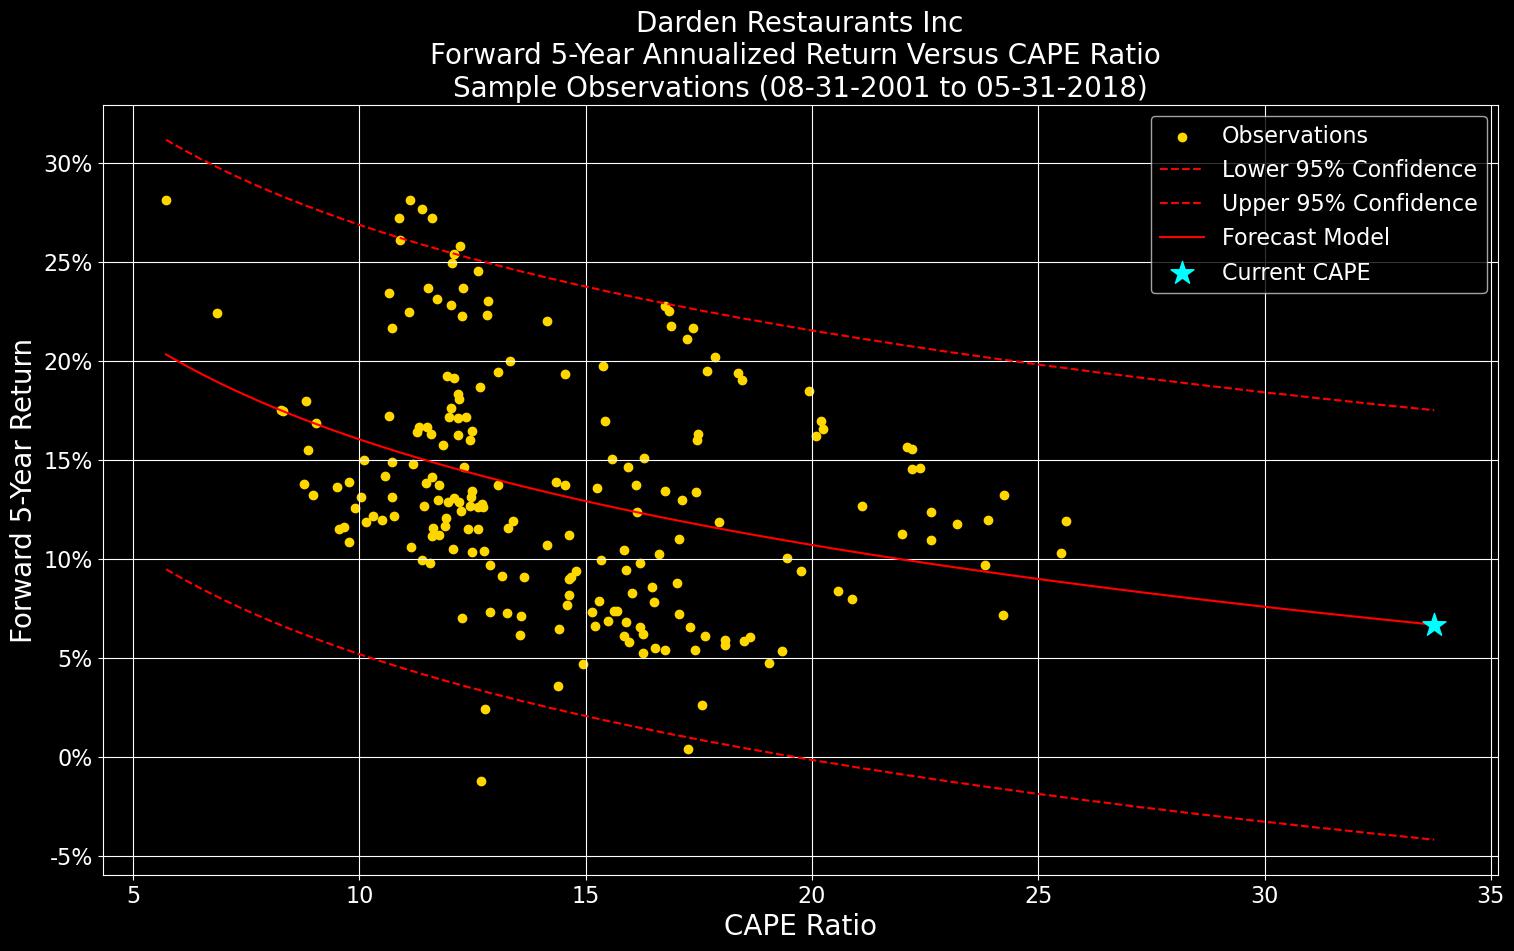 Darden Restaurants Inc
Forward 5-Year Annualized Return Versus CAPE Ratio
Sample Observations (08-31-2001 to 05-31-2018)
Observations
Lower 95% Confidence
Upper 95% Confidence
Forecast Model
Current CAPE
Forward 5-Year Return
30%
25%
20%
15%
10%
5%
0%
-5%
5 10 15 20 25 30 35
CAPE Ratio